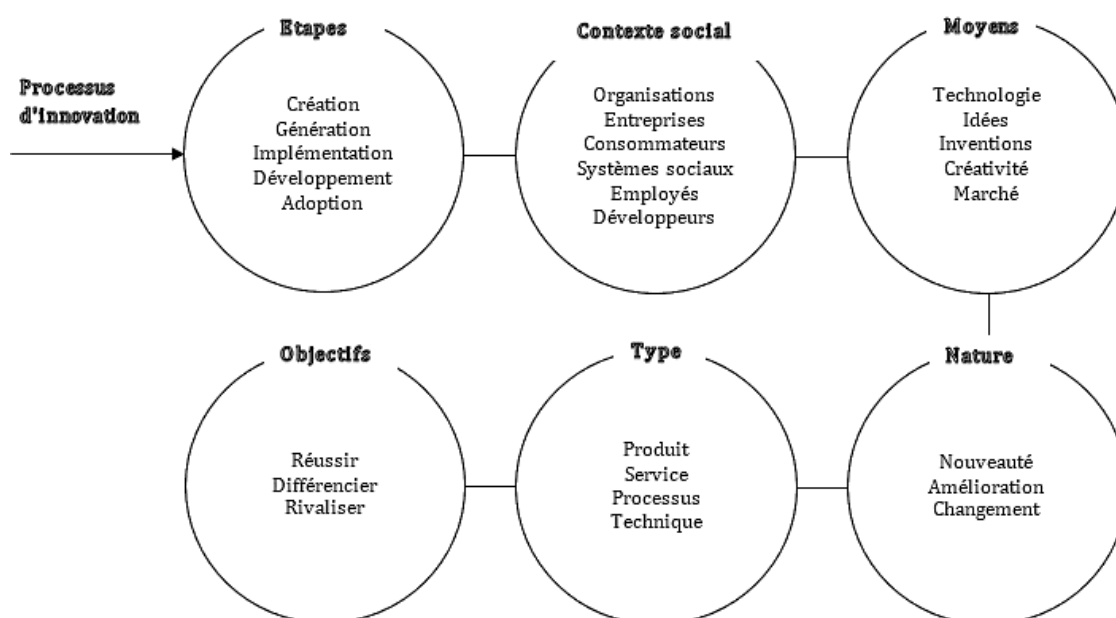 Processus
d'innovation
Etapes
Création
Génération
Implémentation
Développement
Adoption
Contexte social
Organisations
Entreprises
Consommateurs
Systèmes sociaux
Employés
Développeurs
Moyens
Technologie
Idées
Inventions
Créativité
Marché
Objectifs
Réussir
Différencier
Rivaliser
Type
Produit
Service
Processus
Technique
Nature
Nouveauté
Amélioration
Changement